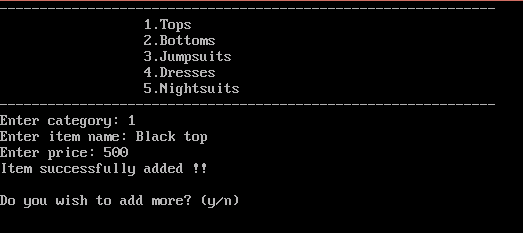 1.Tops
2.Bottoms
3.Jumpsuits
4.Dresses
5.Nightsuits
Enter category: 1
Enter item name: Black top
Enter price: 500
Item successfully added !!
Do you wish to add more? (y/n)